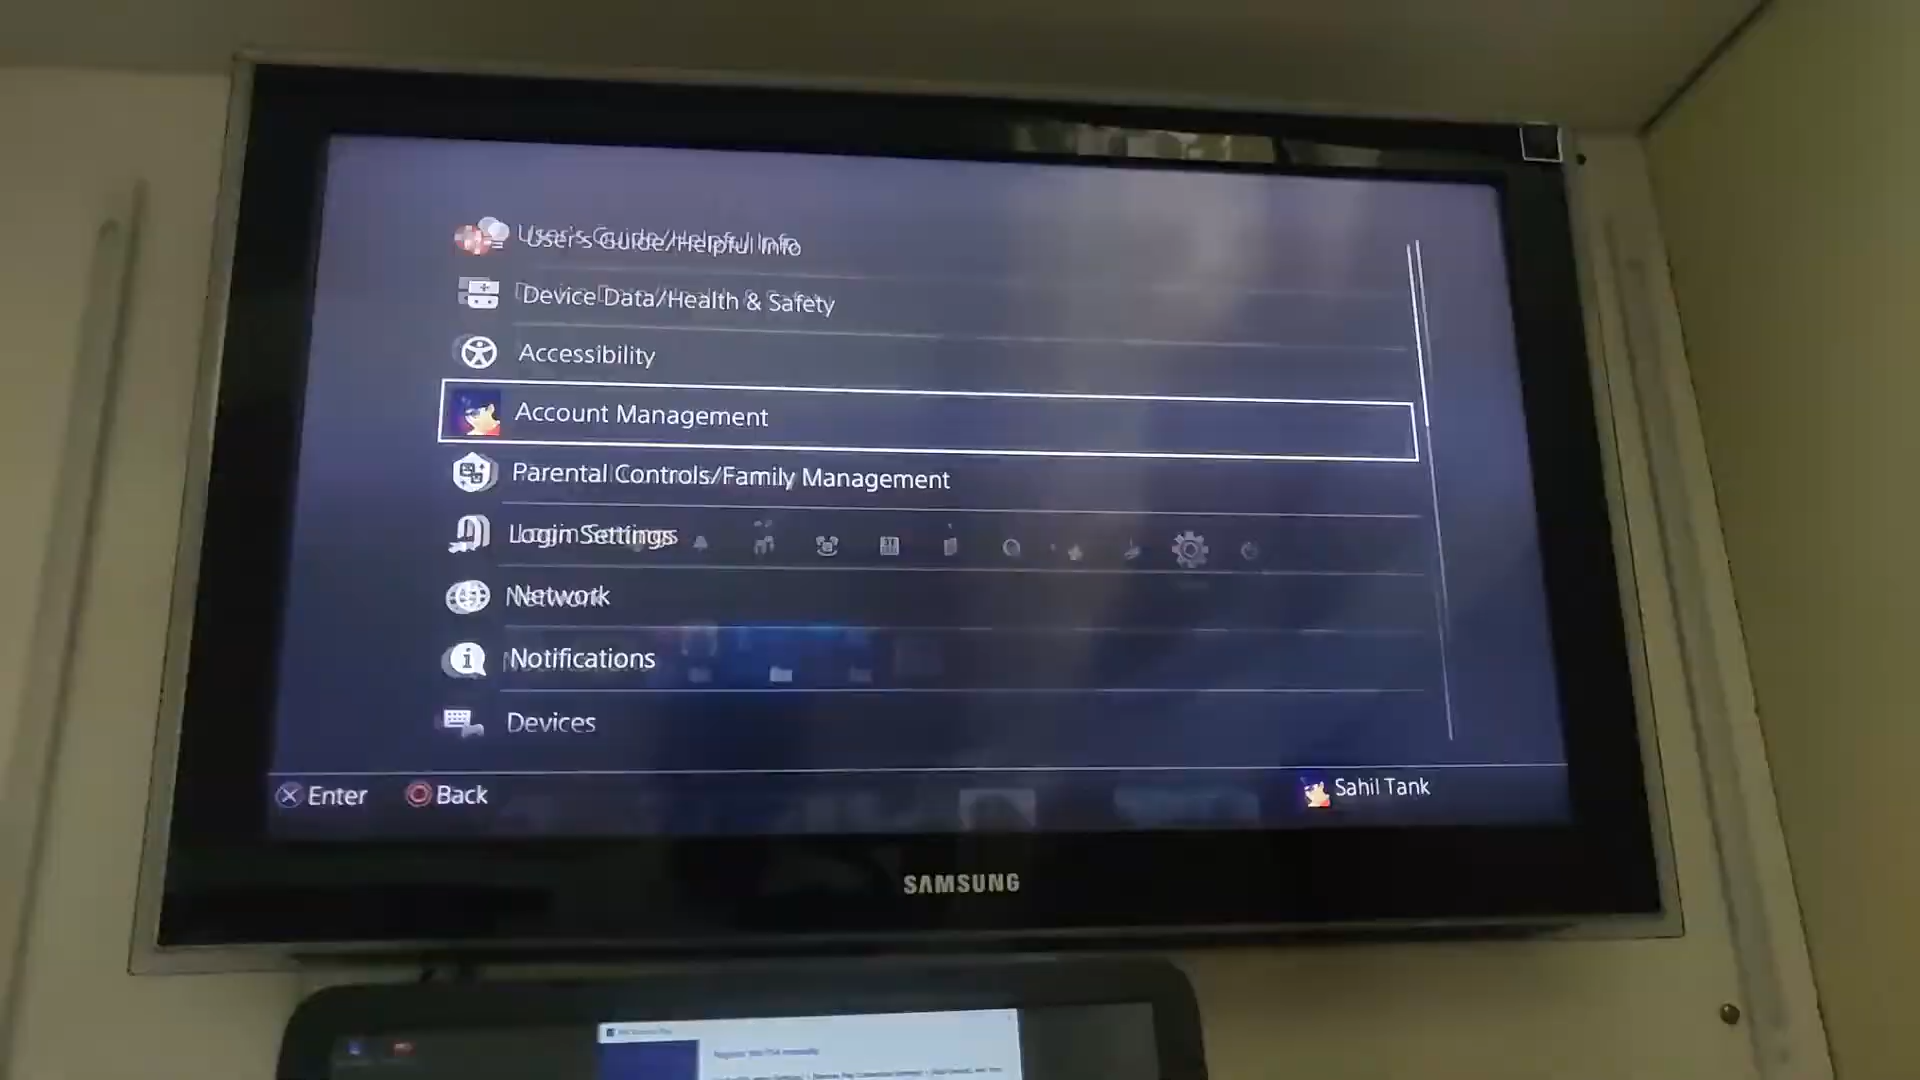 User's Guide/Helpful Info
Device Data/Health & Safety
Accessibility
Account Management
Parental Controls/Family Management
Login Settings
Network
Notifications
Devices
Enter
Back
Sahil Tank
SAMSUNG